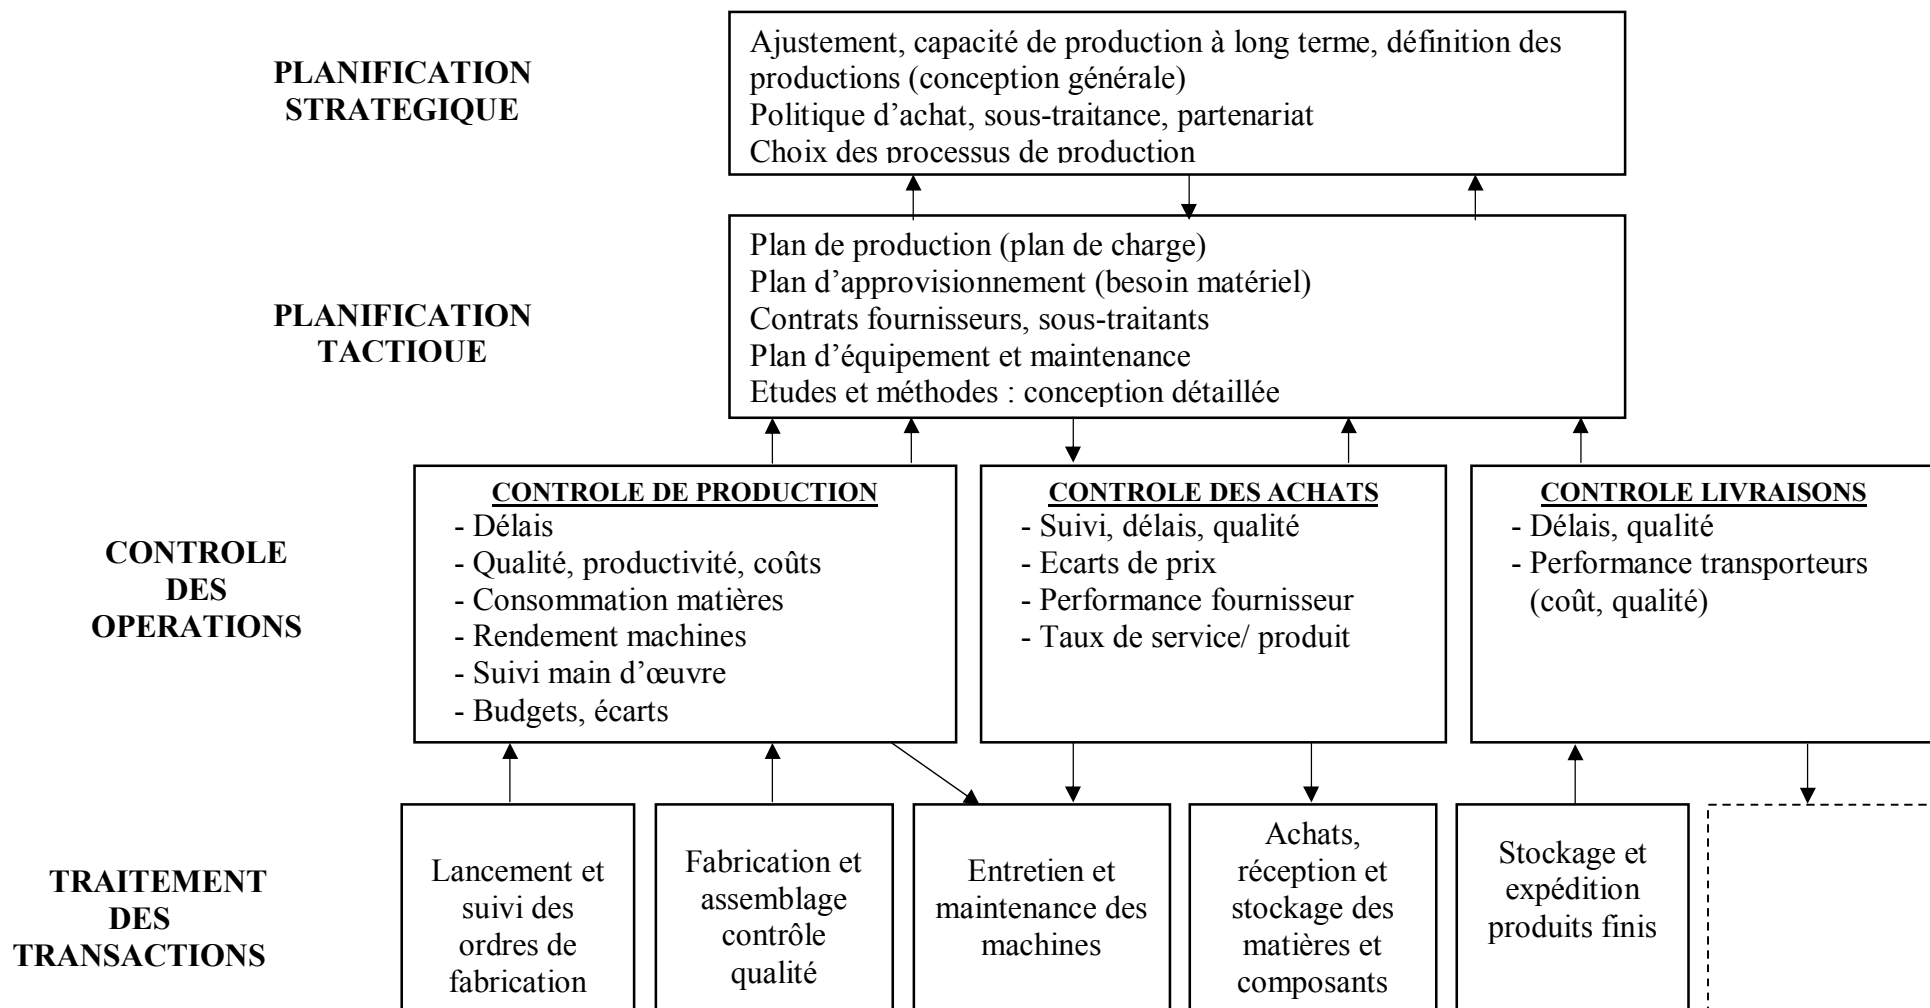 PLANIFICATION
STRATEGIQUE
Ajustement, capacité de production à long terme, définition des
productions (conception générale)
Politique d’achat, sous-traitance, partenariat
Choix des processus de production
PLANIFICATION
TACTIQUE
Plan de production (plan de charge)
Plan d’approvisionnement (besoin matériel)
Contrats fournisseurs, sous-traitants
Plan d’équipement et maintenance
Etudes et méthodes : conception détaillée
CONTROLE
DES
OPERATIONS
CONTROLE DE PRODUCTION
- Délais
- Qualité, productivité, coûts
- Consommation matières
- Rendement machines
- Suivi main d’œuvre
- Budgets, écarts
CONTROLE DES ACHATS
- Suivi, délais, qualité
- Ecarts de prix
- Performance fournisseur
- Taux de service/ produit
CONTROLE LIVRAISONS
- Délais, qualité
- Performance transporteurs
(coût, qualité)
TRAITEMENT
DES
TRANSACTIONS
Lancement et
suivi des
ordres de
fabrication
Fabrication et
assemblage
contrôle
qualité
Entretien et
maintenance des
machines
Achats,
réception et
stockage des
matières et
composants
Stockage et
expédition
produits finis